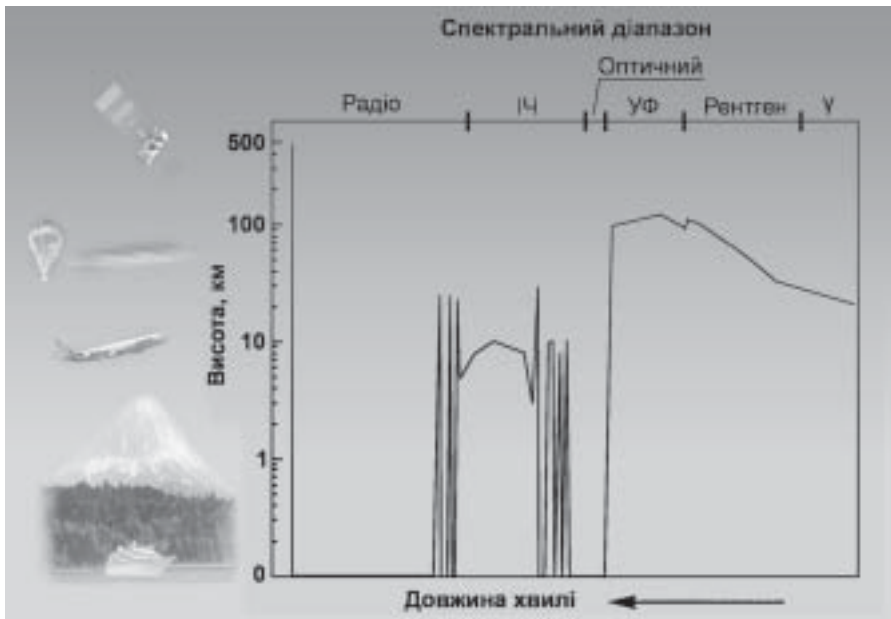 Спектральний діапазон
Оптичний
Радіо ІЧ УФ Рентген γ
500
100
10
1
0
Висота, км
Довжина хвилі